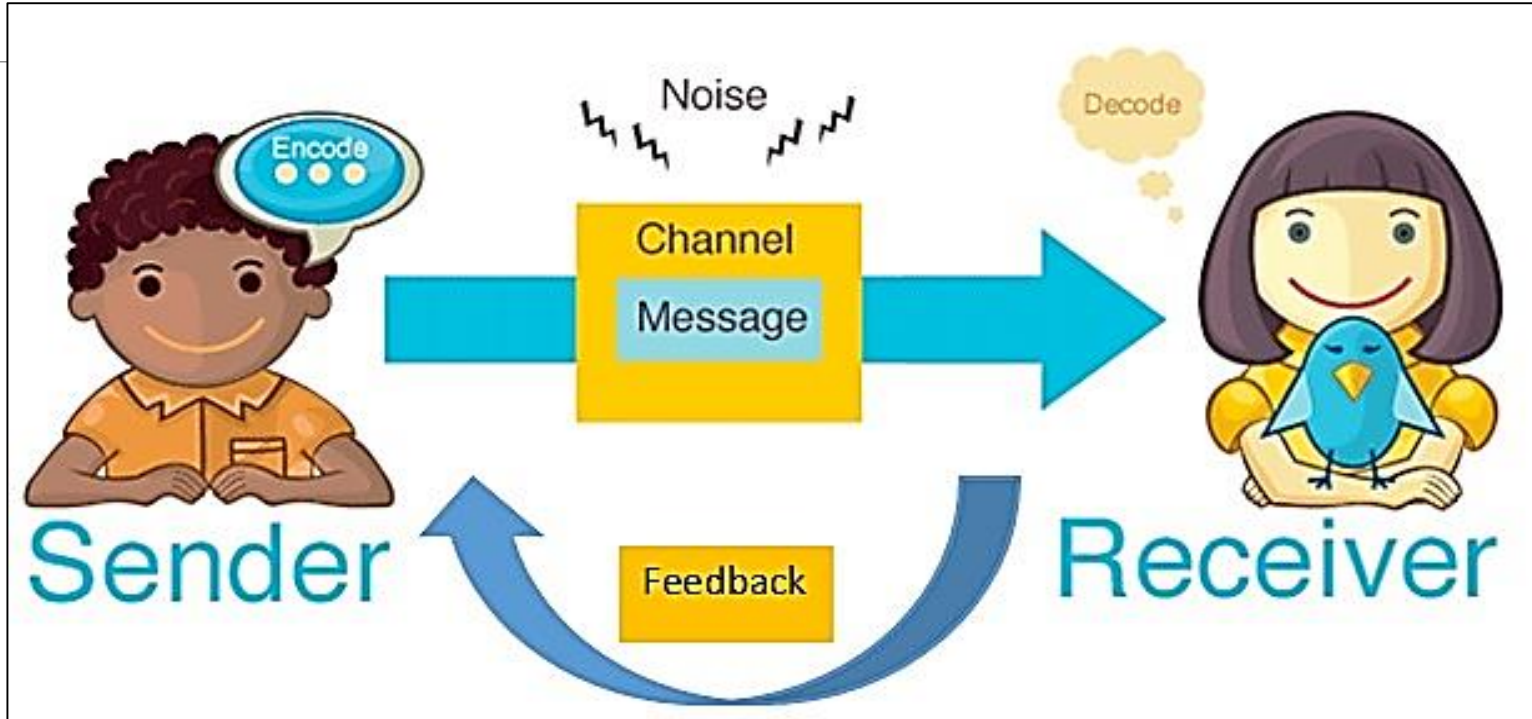 Noise
Encode
Decode
Channel
Message
Sender
Feedback
Receiver